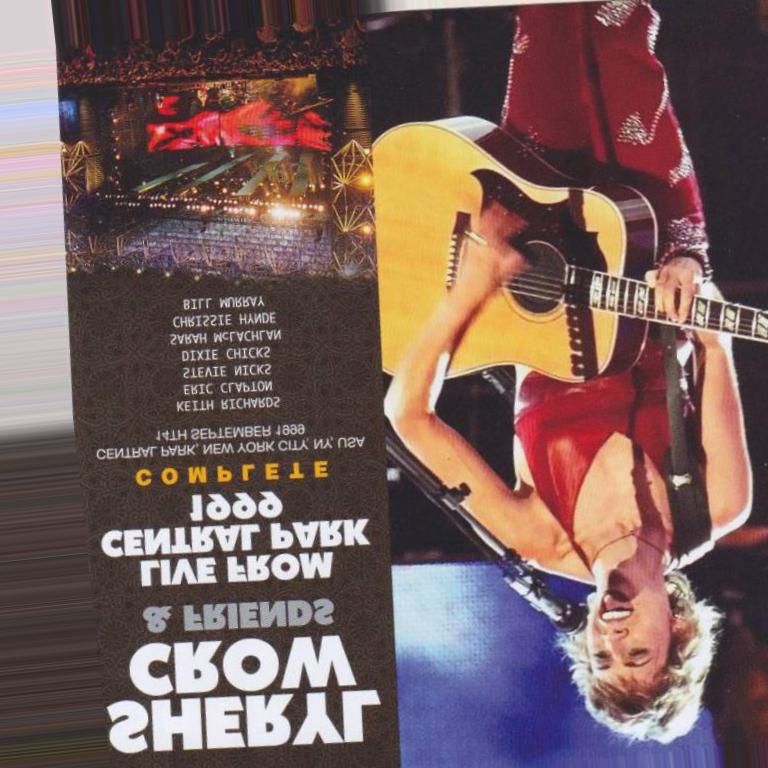 SHERYL
CROW
& FRIENDS
LIVE FROM
CENTRAL PARK
1999
COMPLETE
CENTRAL PARK, NEW YORK CITY, NY, USA
14TH SEPTEMBER 1999
KEITH RICHARDS
ERIC CLAPTON
STEVIE NICKS
DIXIE CHICKS
SARAH McLACHLAN
CHRISSIE HYNDE
BILL MURRAY